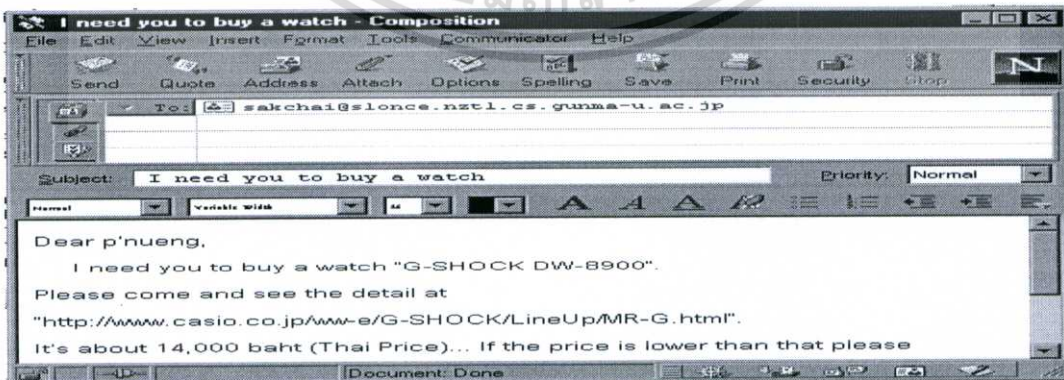 I need you to buy a watch - Composition
File Edit View Insert Format Tools Communicator Help
Send Quote Address Attach Options Spelling Save Print Security Stop
N
To: sakchai@slonce.nztl.cs.gunma-u.ac.jp
Subject: I need you to buy a watch Priority: Normal
Normal Variable Width
Dear p'nueng,
I need you to buy a watch "G-SHOCK DW-8900".
Please come and see the detail at
"http://www.casio.co.jp/ww-e/G-SHOCK/LineUp/MR-G.html".
It's about 14,000 baht (Thai Price)... If the price is lower than that please
Document: Done